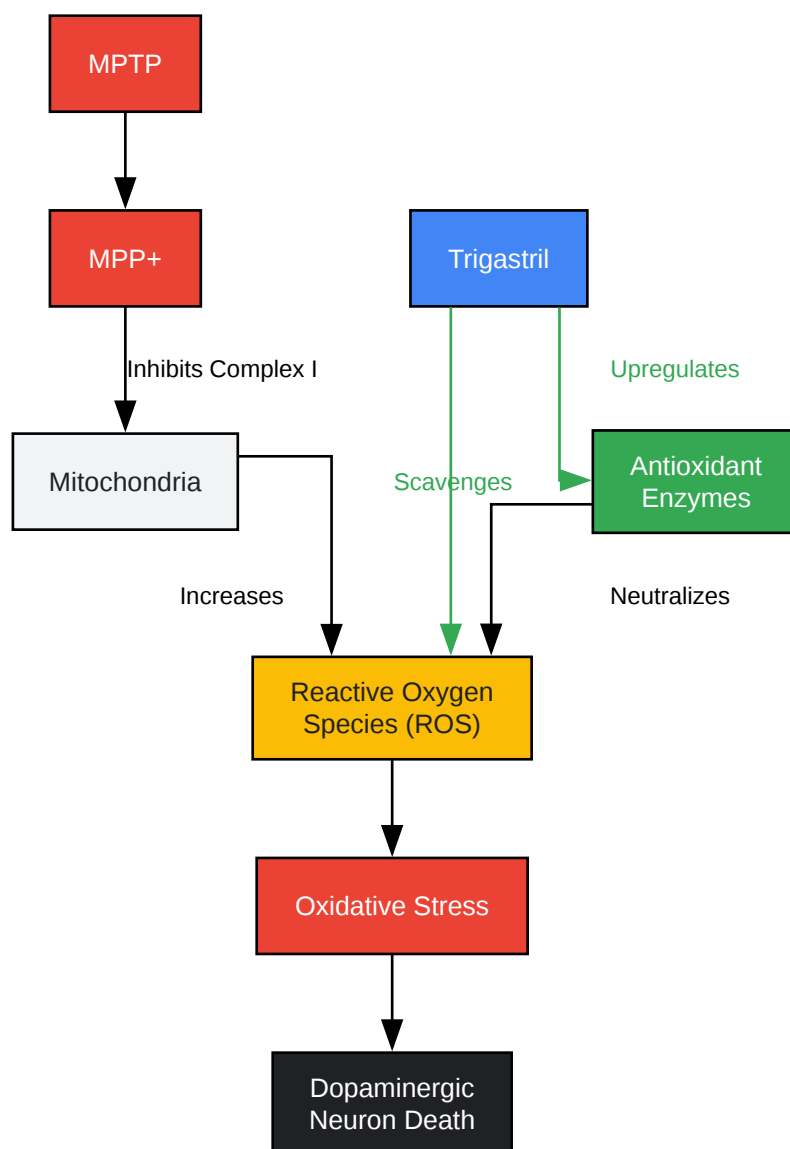 MPTP
MPP+
Trigastril
Inhibits Complex I
Upregulates
Mitochondria
Scavenges
Antioxidant
Enzymes
Increases
Neutralizes
Reactive Oxygen
Species (ROS)
Oxidative Stress
Dopaminergic
Neuron Death